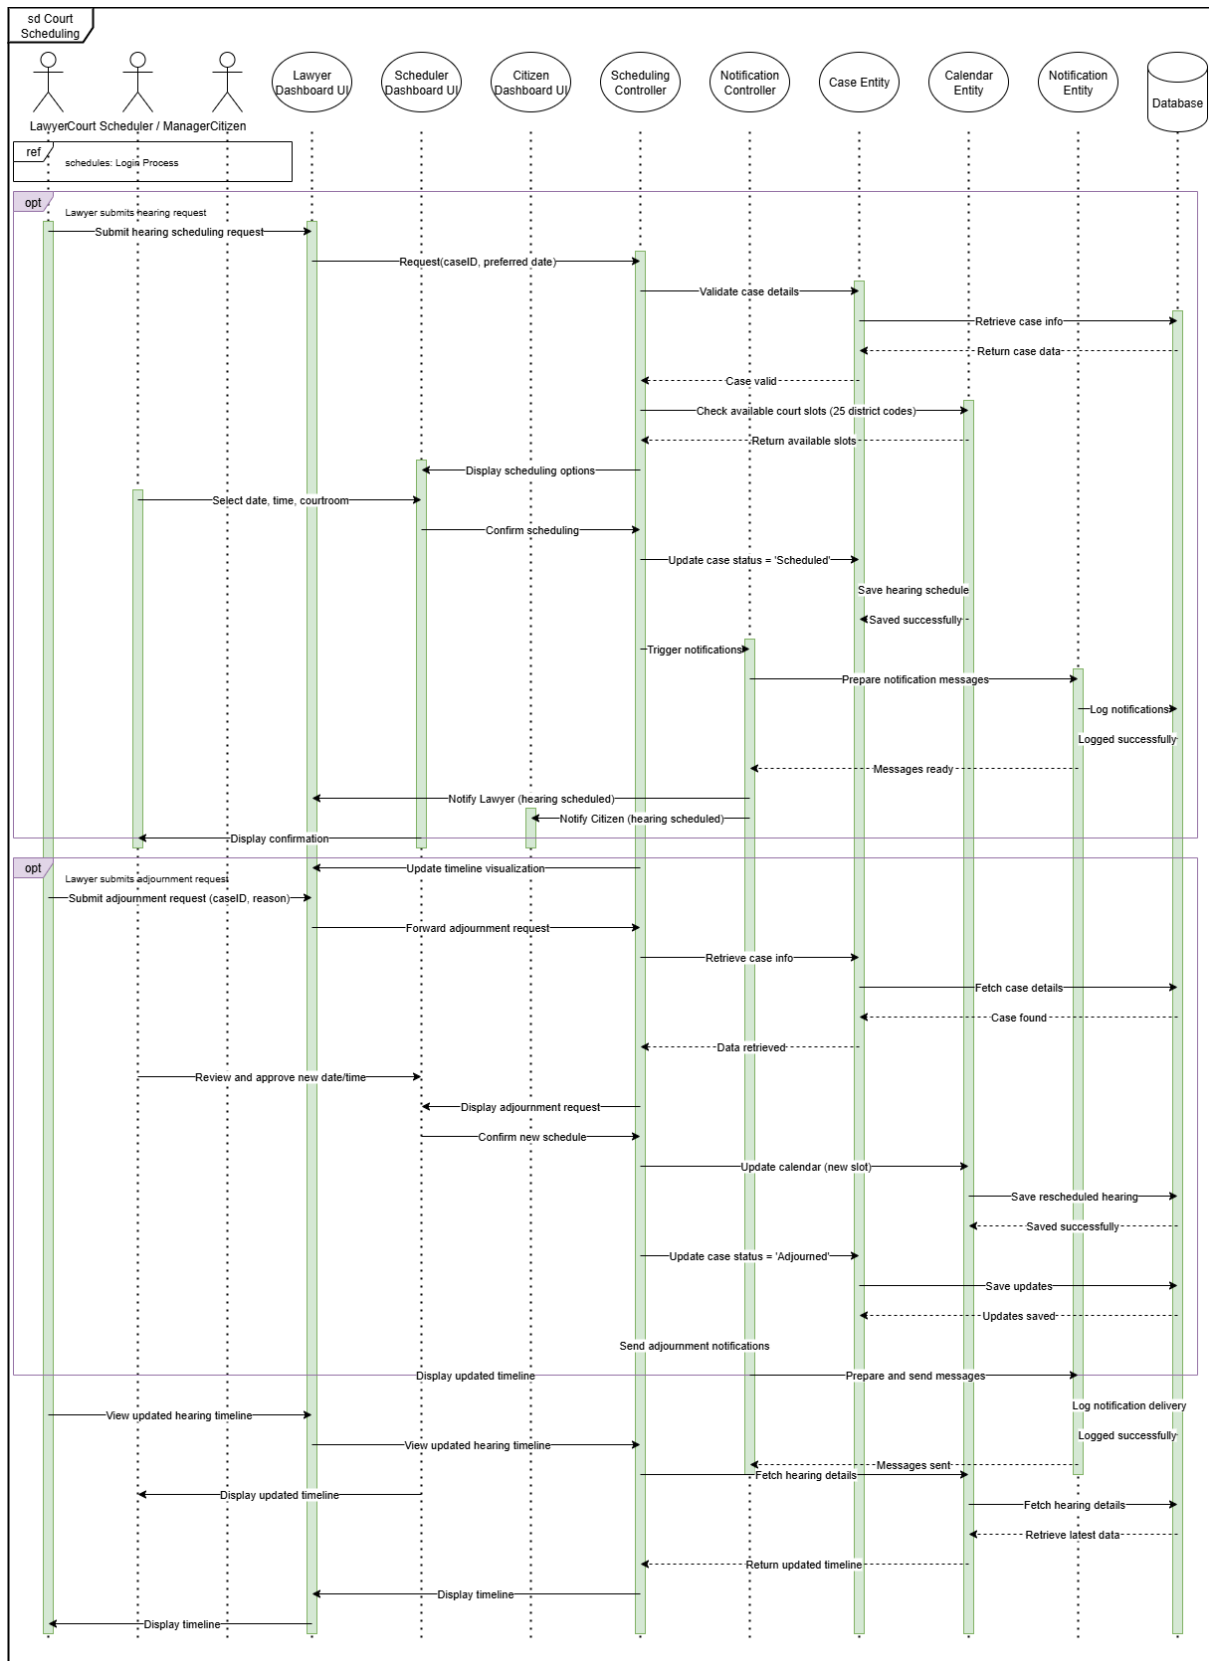 sd Court
Scheduling
Lawyer
Court Scheduler / Manager
Citizen
Lawyer
Dashboard UI
Scheduler
Dashboard UI
Citizen
Dashboard UI
Scheduling
Controller
Notification
Controller
Case Entity
Calendar
Entity
Notification
Entity
Database
ref
schedules: Login Process
opt
Lawyer submits hearing request
Submit hearing scheduling request
Request(caseID, preferred date)
Validate case details
Retrieve case info
Return case data
Case valid
Check available court slots (25 district codes)
Return available slots
Display scheduling options
Select date, time, courtroom
Confirm scheduling
Update case status = 'Scheduled'
Save hearing schedule
Saved successfully
Trigger notifications
Prepare notification messages
Log notifications
Logged successfully
Messages ready
Notify Lawyer (hearing scheduled)
Notify Citizen (hearing scheduled)
Display confirmation
opt
Update timeline visualization
Lawyer submits adjournment request
Submit adjournment request (caseID, reason)
Forward adjournment request
Retrieve case info
Fetch case details
Case found
Data retrieved
Review and approve new date/time
Display adjournment request
Confirm new schedule
Update calendar (new slot)
Save rescheduled hearing
Saved successfully
Update case status = 'Adjourned'
Save updates
Updates saved
Send adjournment notifications
Display updated timeline
Prepare and send messages
Log notification delivery
View updated hearing timeline
Logged successfully
View updated hearing timeline
Messages sent
Fetch hearing details
Display updated timeline
Fetch hearing details
Retrieve latest data
Return updated timeline
Display timeline
Display timeline